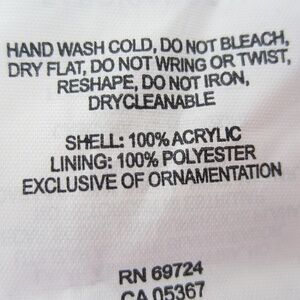 HAND WASH COLD, DO NOT BLEACH,
DRY FLAT, DO NOT WRING OR TWIST,
RESHAPE, DO NOT IRON,
DRYCLEANABLE
SHELL: 100% ACRYLIC
LINING: 100% POLYESTER
EXCLUSIVE OF ORNAMENTATION
RN 69724
CA 05367